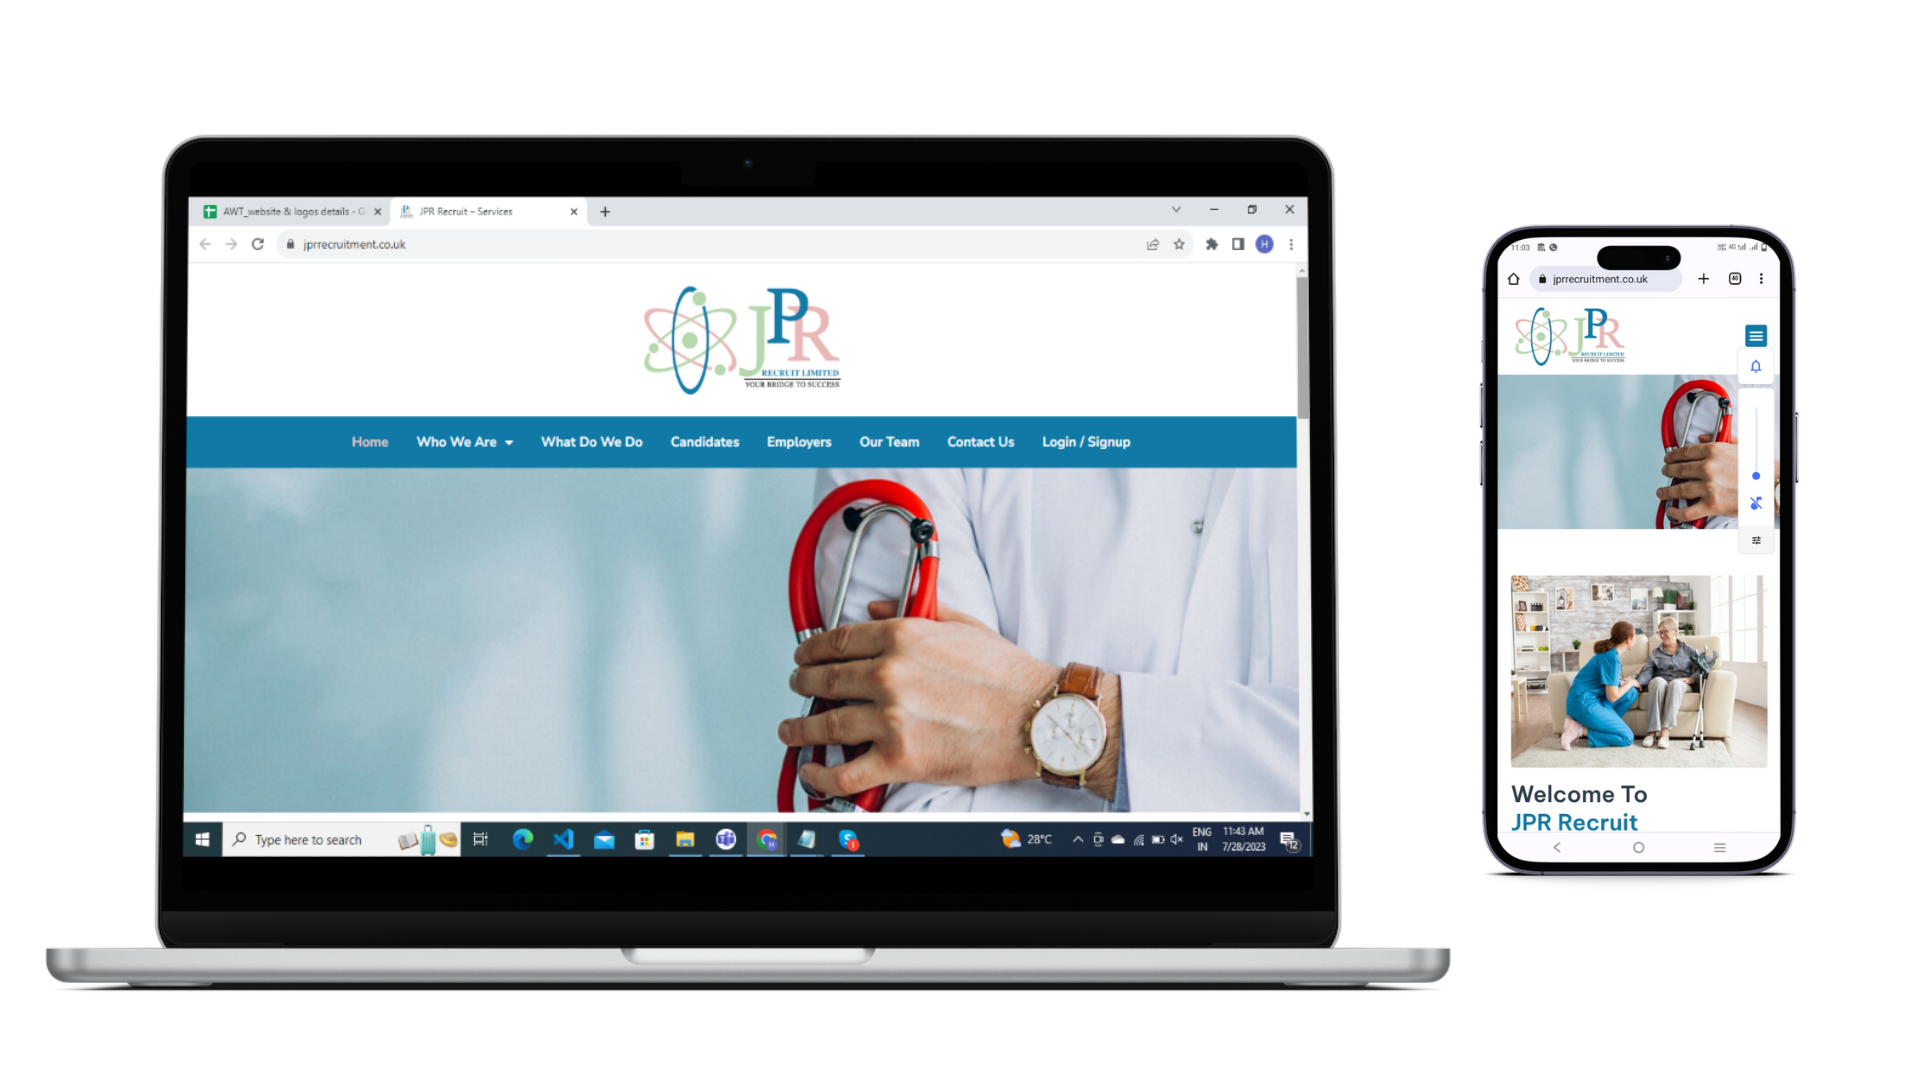 AWT_website & logos details - G
JPR Recruit – Services
jprrecruitment.co.uk
H
JPR
RECRUIT LIMITED
YOUR BRIDGE TO SUCCESS
Home Who We Are What Do We Do Candidates Employers Our Team Contact Us Login / Signup
Type here to search
28°C
ENG
IN
11:43 AM
7/28/2023
12
11:03
4G
jprrecruitment.co.uk
JPR
RECRUIT LIMITED
YOUR BRIDGE TO SUCCESS
Welcome To
JPR Recruit